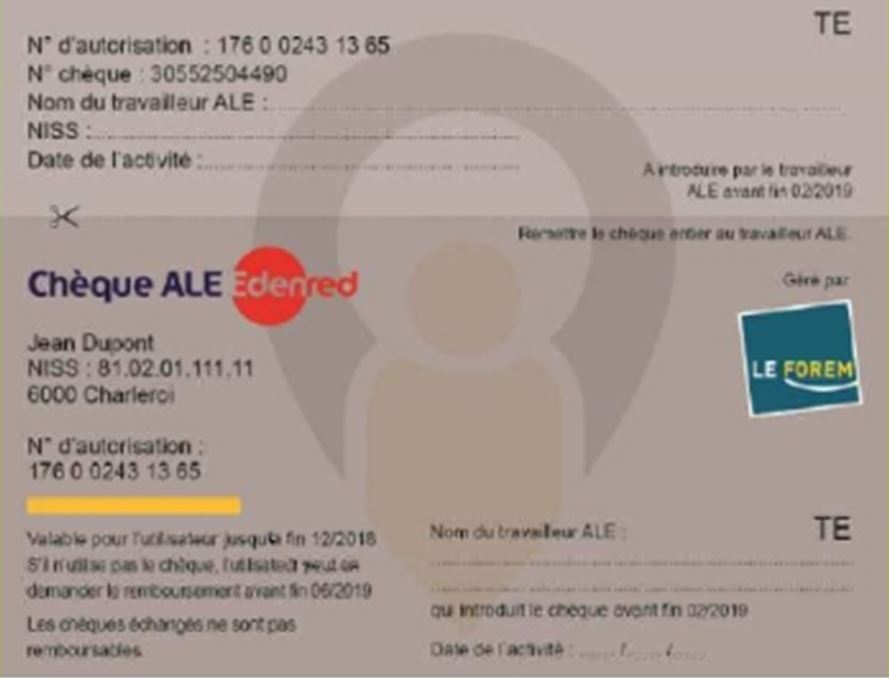 TE
N° d'autorisation : 176 0 0243 13 65
N° chèque : 30552504490
Nom du travailleur ALE :
NISS :
Date de l'activité :
A introduire par le travailleur
ALE avant fin 02/2019
Remettre le chèque entier au travailleur ALE.
Chèque ALE Edenred
Géré par
LE FOREM
Jean Dupont
NISS : 81.02.01.111.11
6000 Charleroi
N° d'autorisation :
176 0 0243 13 65
Valable pour l'utilisateur jusqu'à fin 12/2018
S'il n'utilise pas le chèque, l'utilisateur peut en
demander le remboursement avant fin 06/2019
Les chèques échangés ne sont pas
remboursables.
TE
Nom du travailleur ALE :
qui introduit le chèque avant fin 02/2019
Date de l'activité : ...... /...... /......